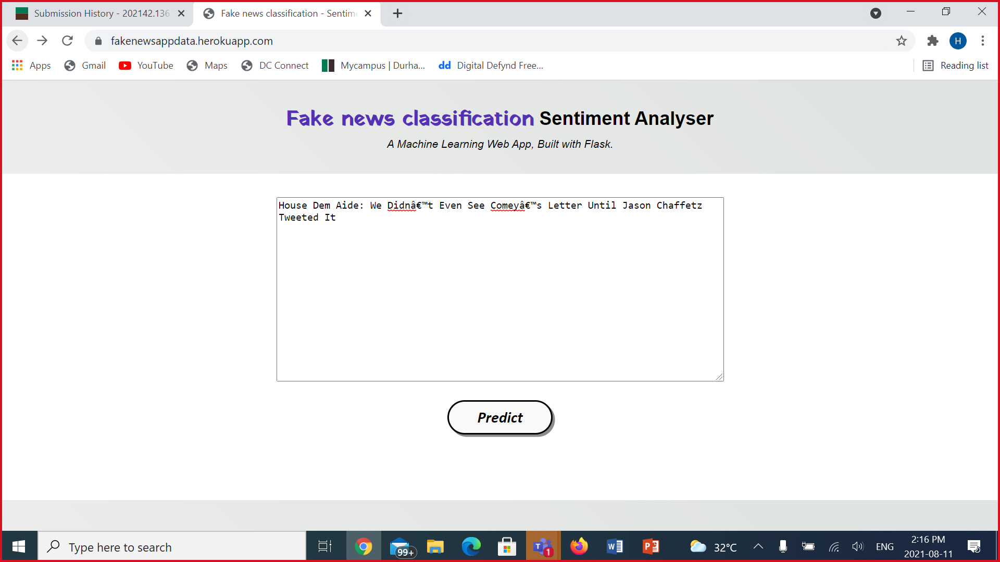 Submission History - 202142.136
Fake news classification - Sentim
fakenewsappdata.herokuapp.com
H
Apps
Gmail
YouTube
Maps
DC Connect
Mycampus | Durha...
dd Digital Defynd Free...
Reading list
Fake news classification Sentiment Analyser
A Machine Learning Web App, Built with Flask.
House Dem Aide: We Didnâ€™t Even See Comeyâ€™s Letter Until Jason Chaffetz
Tweeted It
Predict
Type here to search
99+
T
1
W
P
32°C
ENG
2:16 PM
2021-08-11